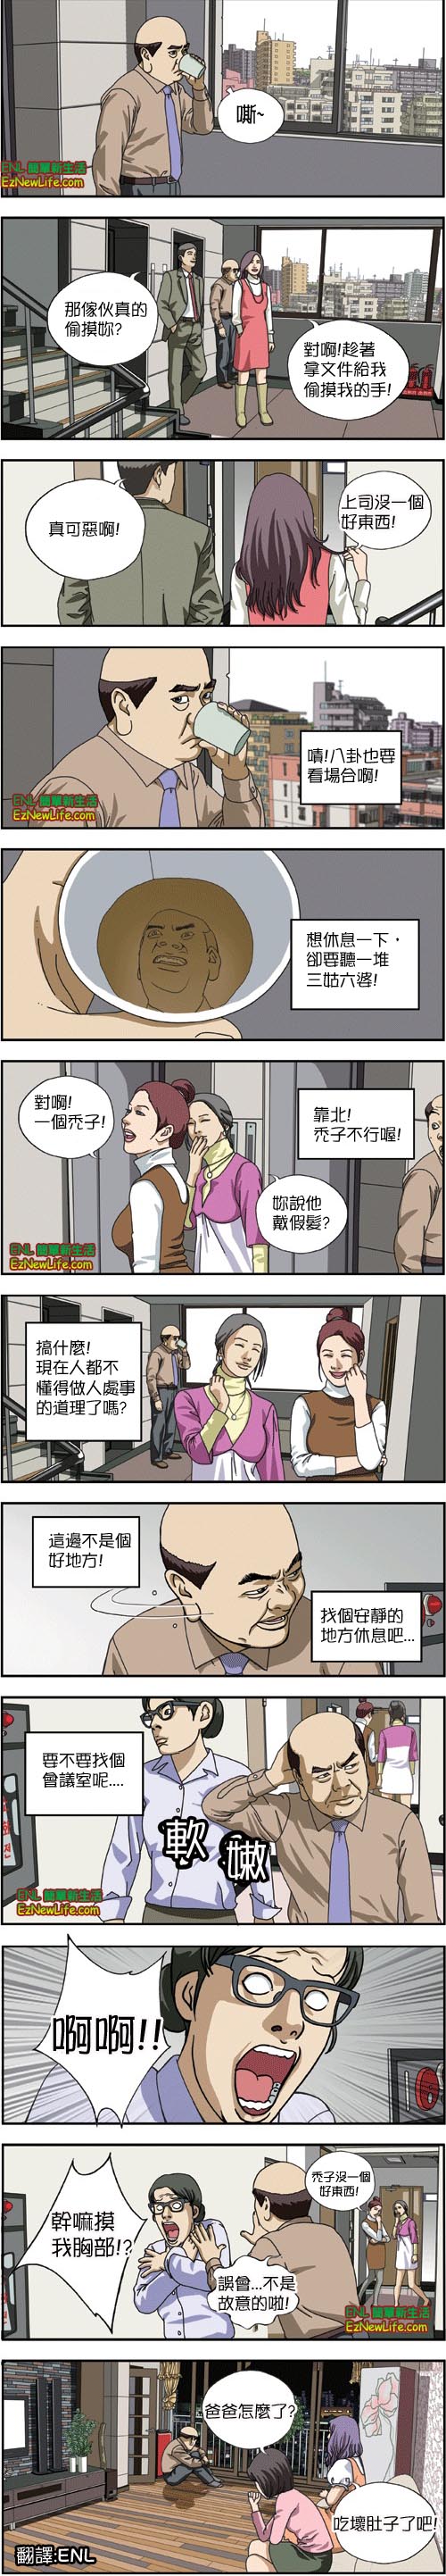 嘶~
ENL 簡單新生活
EzNewLife.com
那傢伙真的
偷摸妳?
對啊!趁著
拿文件給我
偷摸我的手!
真可惡啊!
上司沒一個
好東西!
嘖!八卦也要
看場合啊!
ENL 簡單新生活
EzNewLife.com
想休息一下,
卻要聽一堆
三姑六婆!
對啊!
一個禿子!
靠北!
禿子不行喔!
妳說他
戴假髮?
ENL 簡單新生活
EzNewLife.com
搞什麼!
現在人都不
懂得做人處事
的道理了嗎?
這邊不是個
好地方!
找個安靜的
地方休息吧...
要不要找個
會議室呢....
軟
嫩
ENL 簡單新生活
EzNewLife.com
啊啊!!
幹嘛摸
我胸部!?
禿子沒一個
好東西!
誤會...不是
故意的啦!
ENL 簡單新生活
EzNewLife.com
爸爸怎麼了?
吃壞肚子了吧!
翻譯:ENL